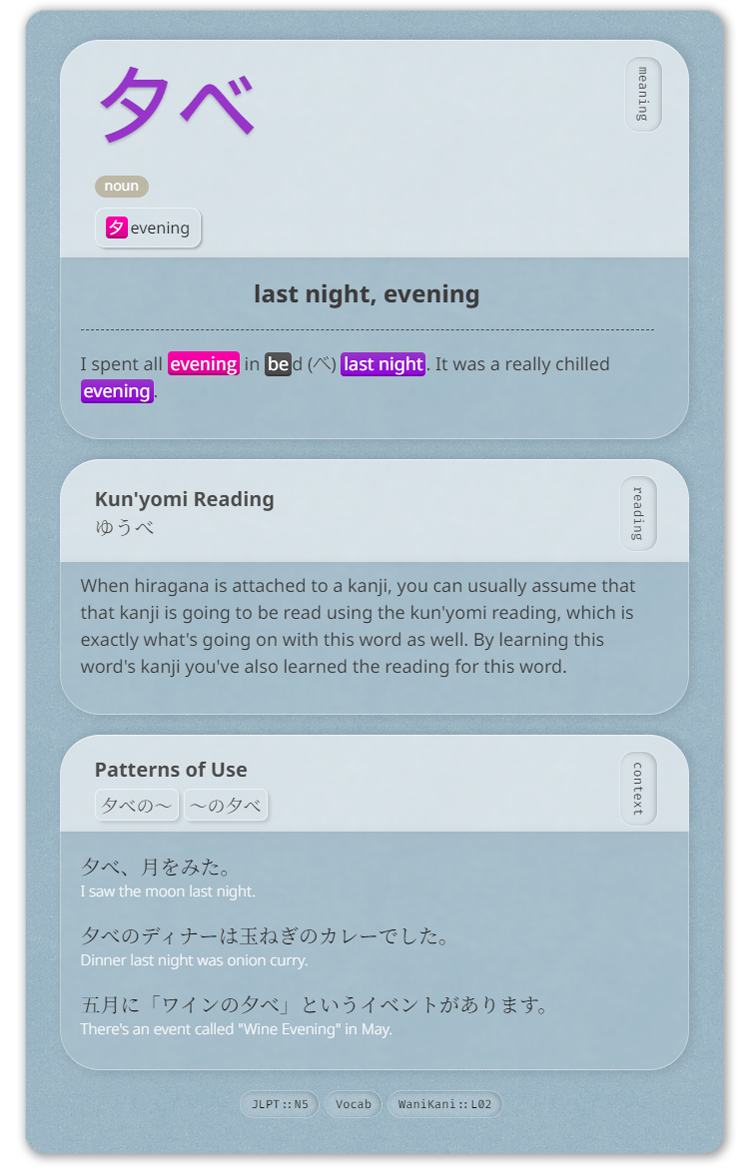 夕べ
meaning
noun
夕 evening
last night, evening
I spent all evening in bed (べ) last night. It was a really chilled
evening.
Kun'yomi Reading
reading
ゆうべ
When hiragana is attached to a kanji, you can usually assume that
that kanji is going to be read using the kun'yomi reading, which is
exactly what's going on with this word as well. By learning this
word's kanji you've also learned the reading for this word.
Patterns of Use
context
夕べの〜 〜の夕べ
夕べ、月をみた。
I saw the moon last night.
夕べのディナーは玉ねぎのカレーでした。
Dinner last night was onion curry.
五月に「ワインの夕べ」というイベントがあります。
There's an event called "Wine Evening" in May.
JLPT::N5 Vocab WaniKani::L02